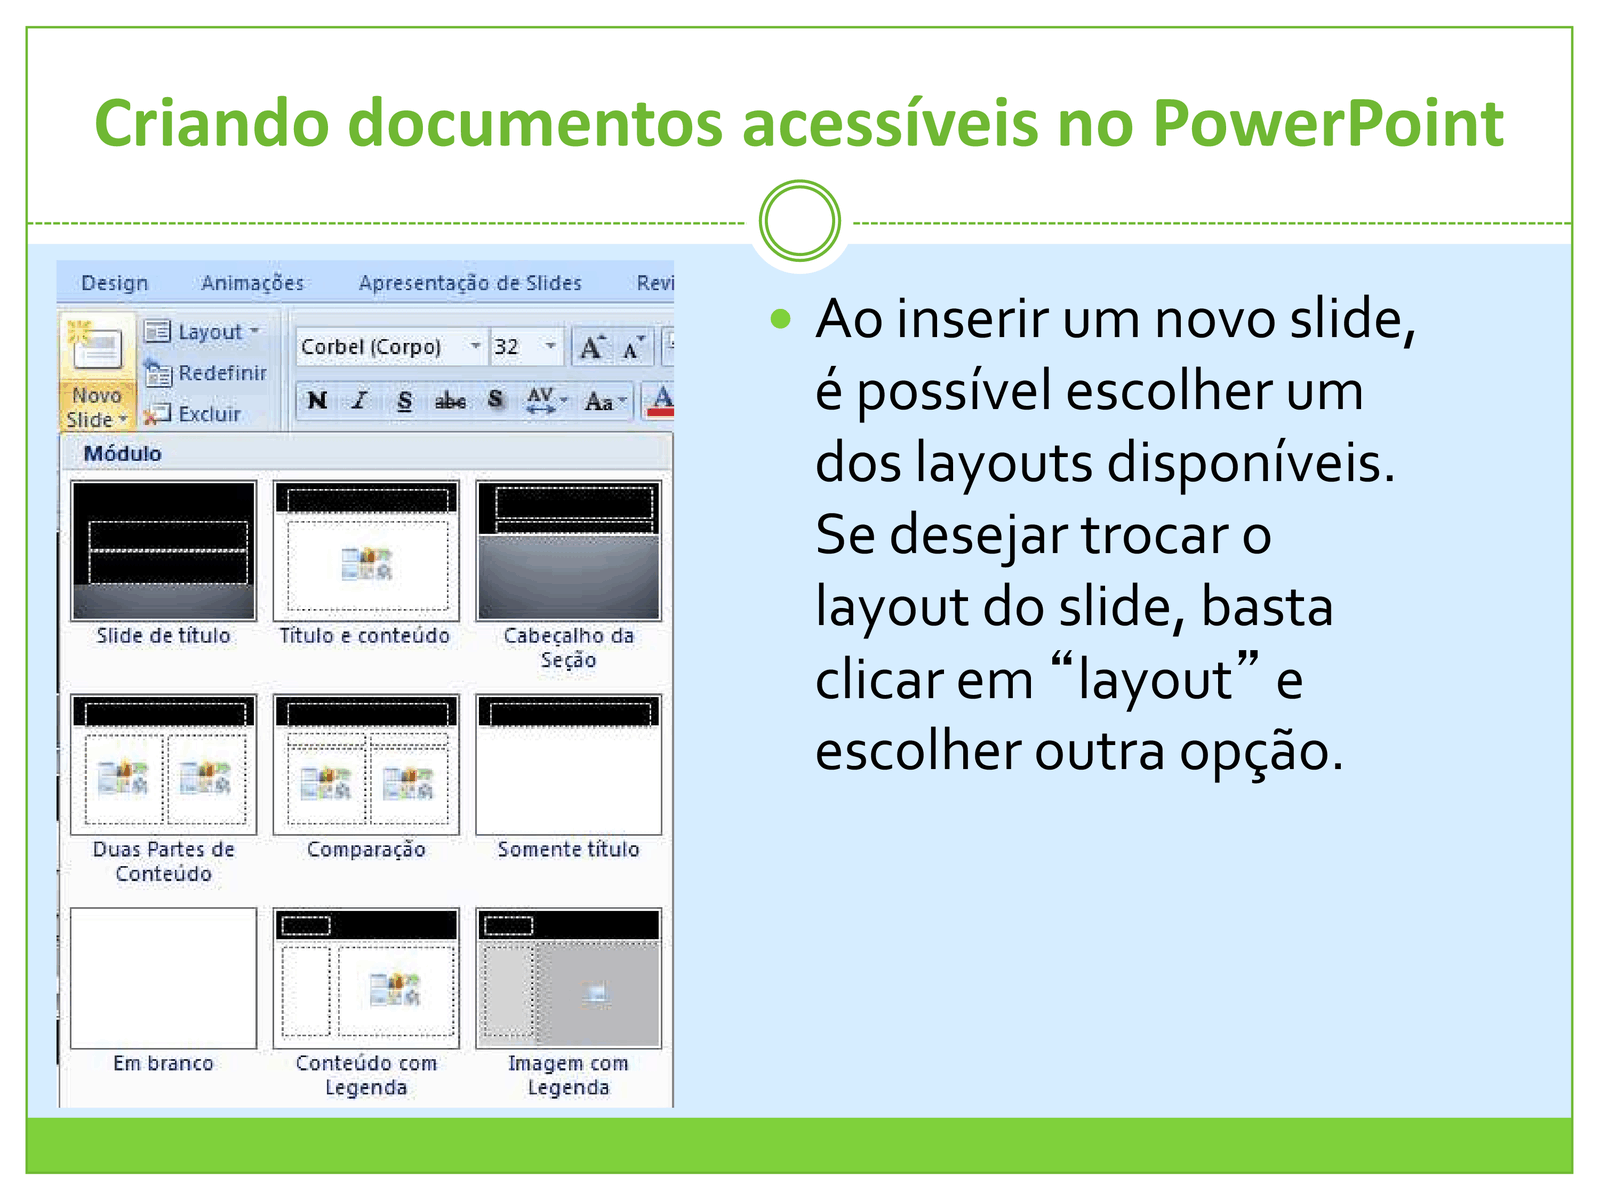 Criando documentos acessíveis no PowerPoint
Design Animações Apresentação de Slides Revi
Layout
Redefinir
Excluir
Novo
Slide
Corbel (Corpo) 32 A A
N I S abc S AV Aa A
Módulo
Slide de título
Título e conteúdo
Cabeçalho da
Seção
Duas Partes de
Conteúdo
Comparação
Somente título
Em branco
Conteúdo com
Legenda
Imagem com
Legenda
• Ao inserir um novo slide,
é possível escolher um
dos layouts disponíveis.
Se desejar trocar o
layout do slide, basta
clicar em “layout” e
escolher outra opção.